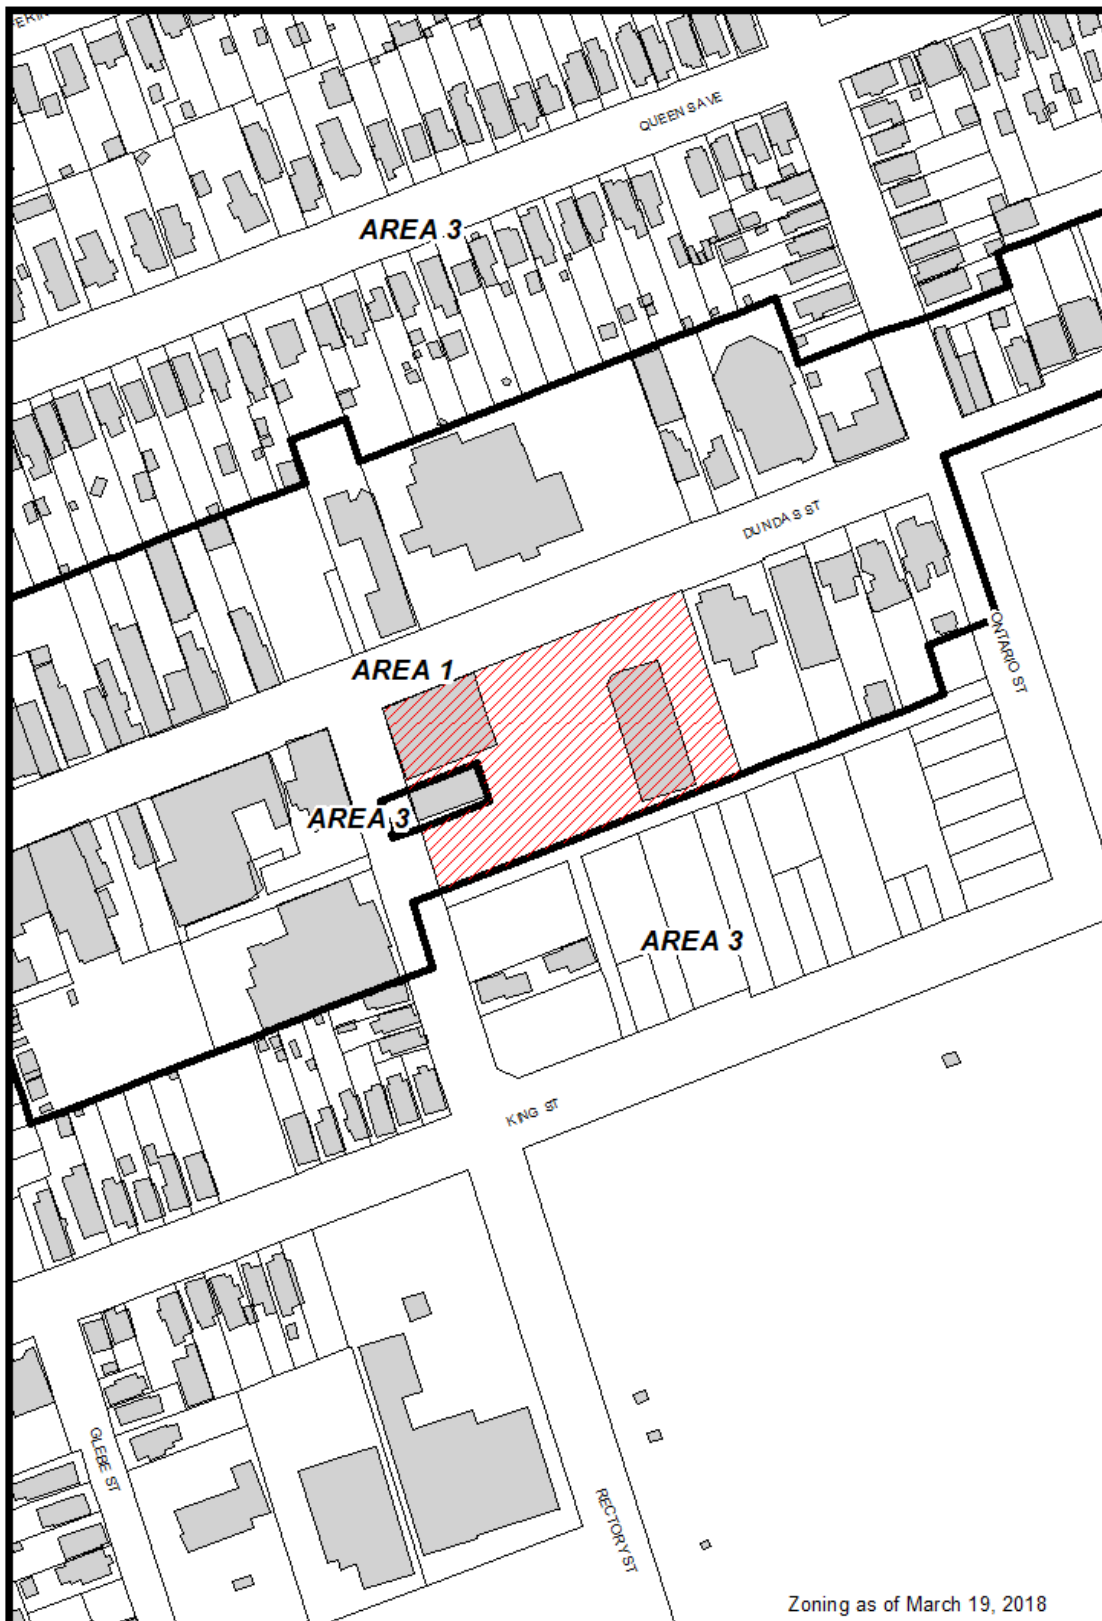 QUEENS AVE
AREA 3
DUNDAS ST
ONTARIO ST
AREA 1
AREA 3
AREA 3
KING ST
GLEBE ST
RECTORY ST
Zoning as of March 19, 2018